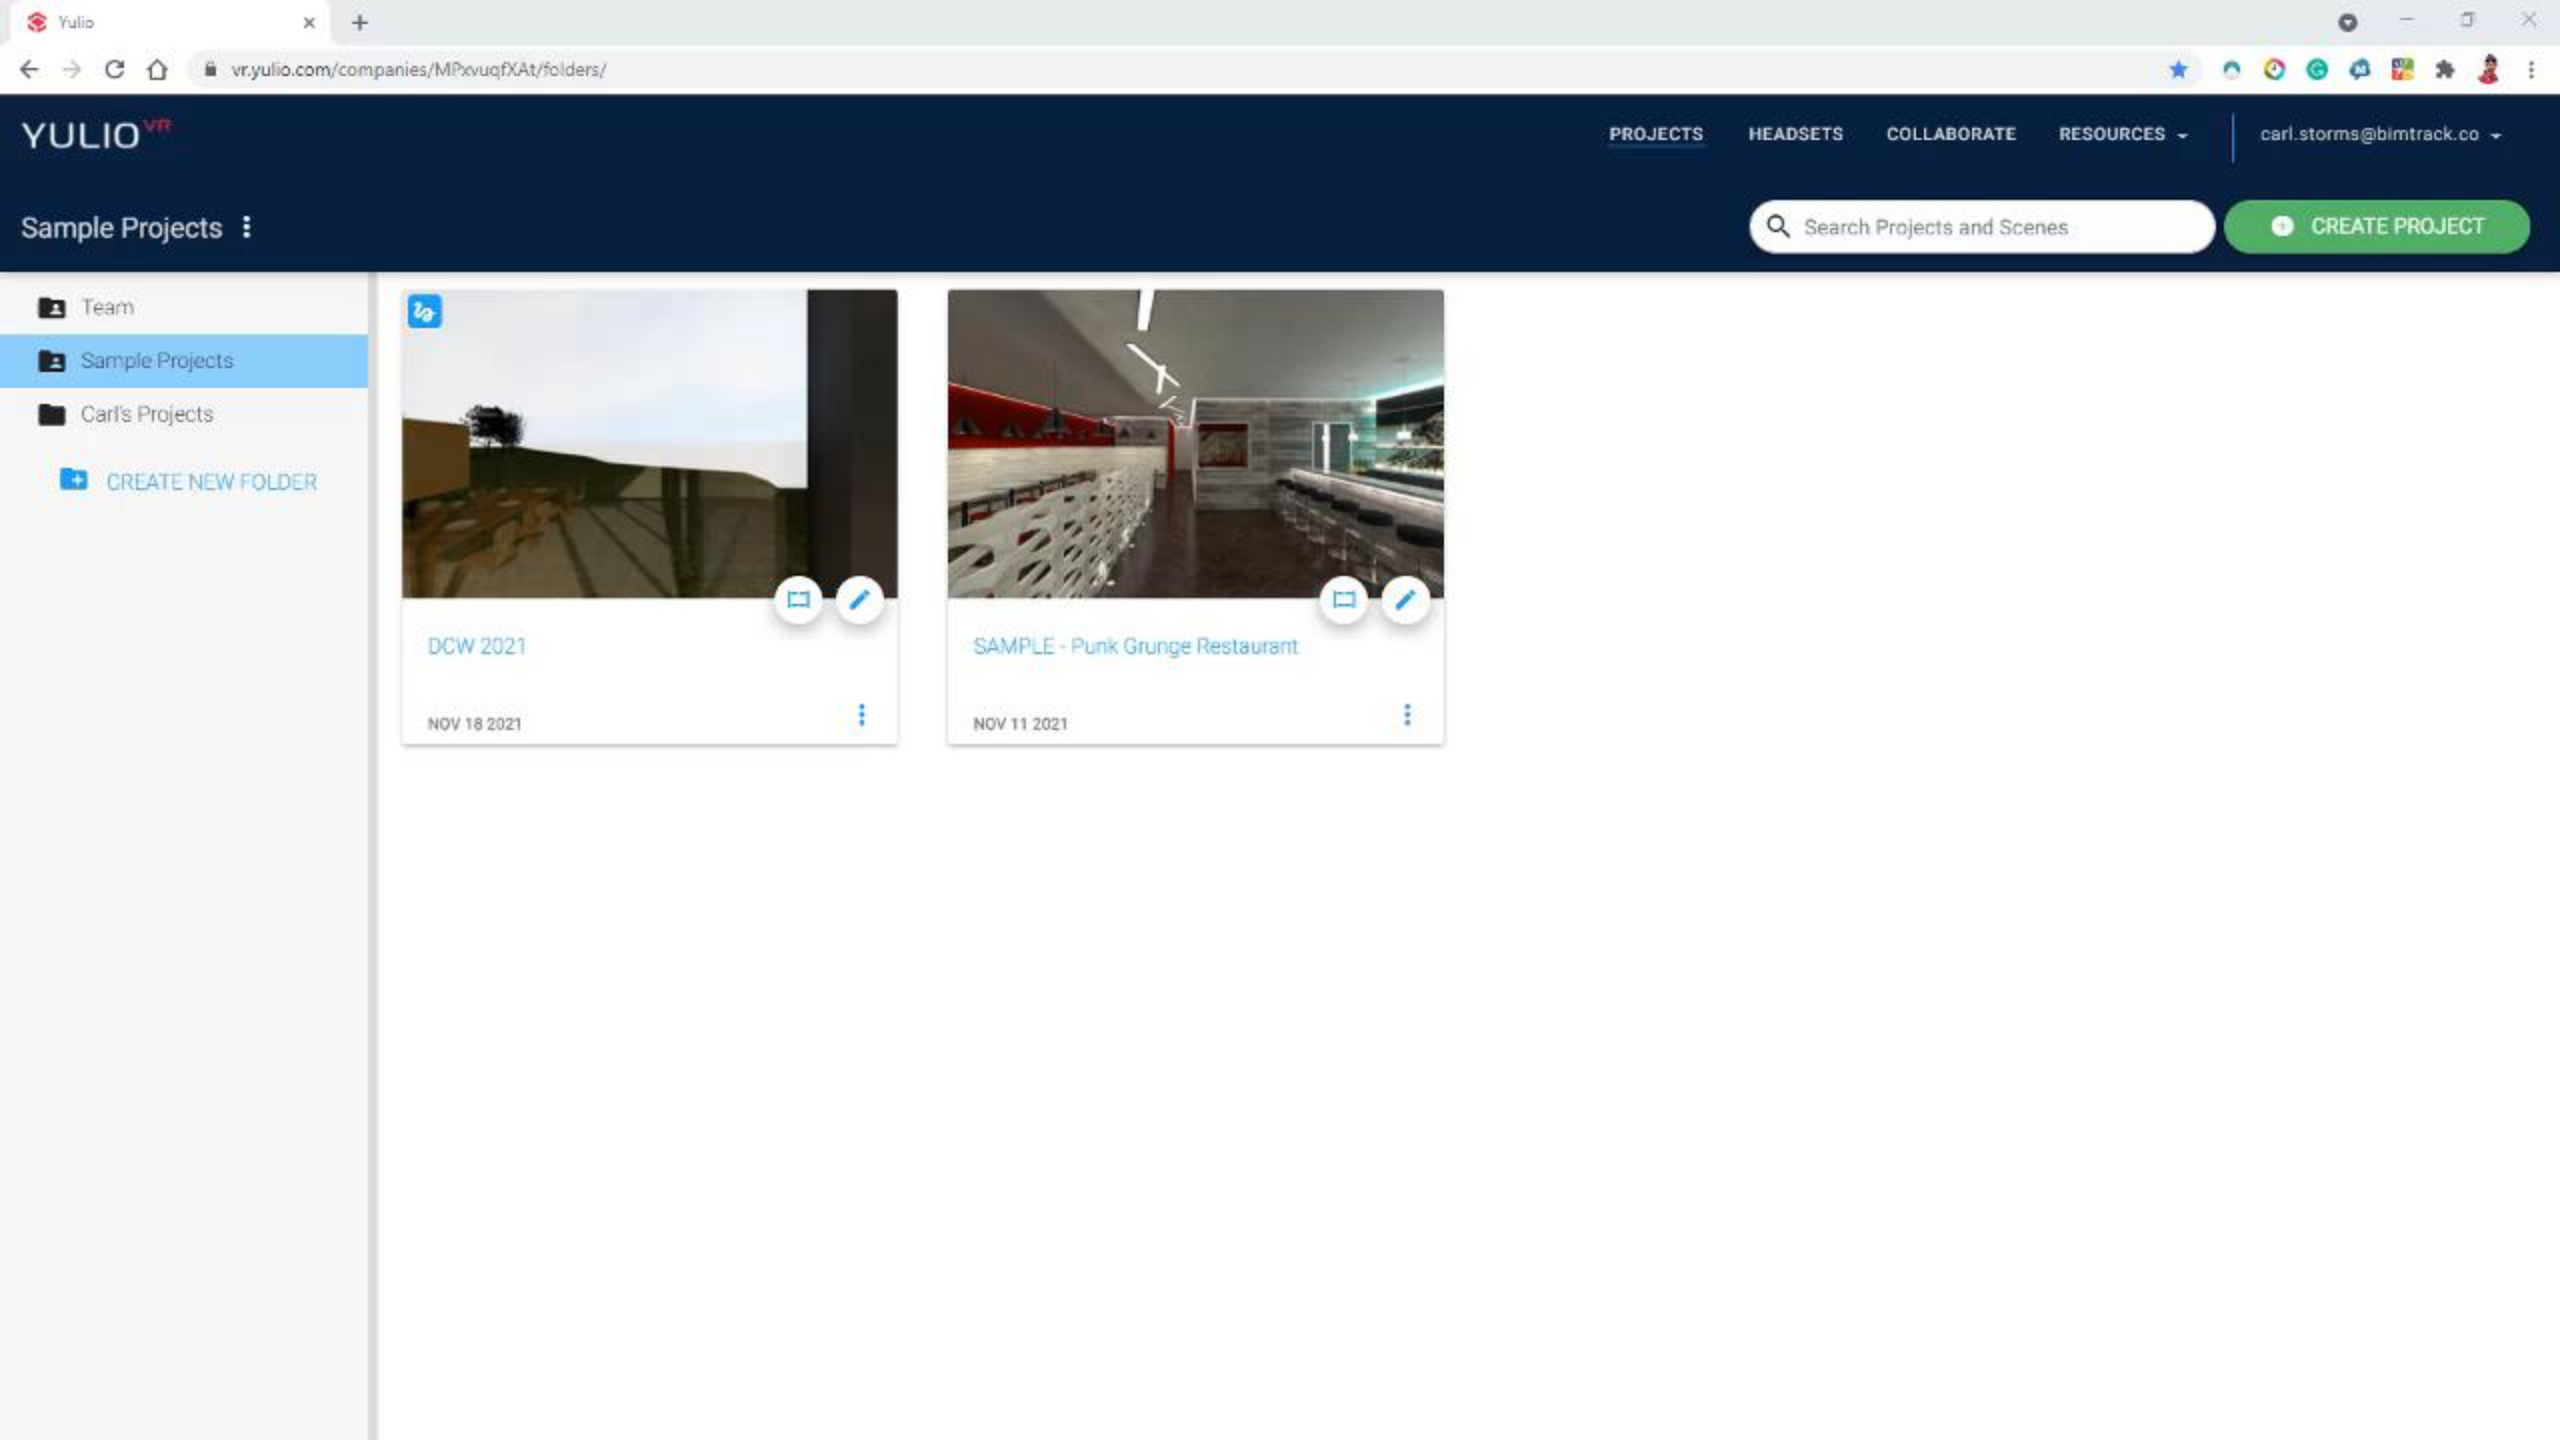 Yulio
vr.yulio.com/companies/MPxvuqfXAt/folders/
YULIO VR
PROJECTS HEADSETS COLLABORATE RESOURCES carl.storms@bimtrack.co
Sample Projects
Search Projects and Scenes
CREATE PROJECT
Team
Sample Projects
Carl's Projects
CREATE NEW FOLDER
DCW 2021
NOV 18 2021
SAMPLE - Punk Grunge Restaurant
NOV 11 2021